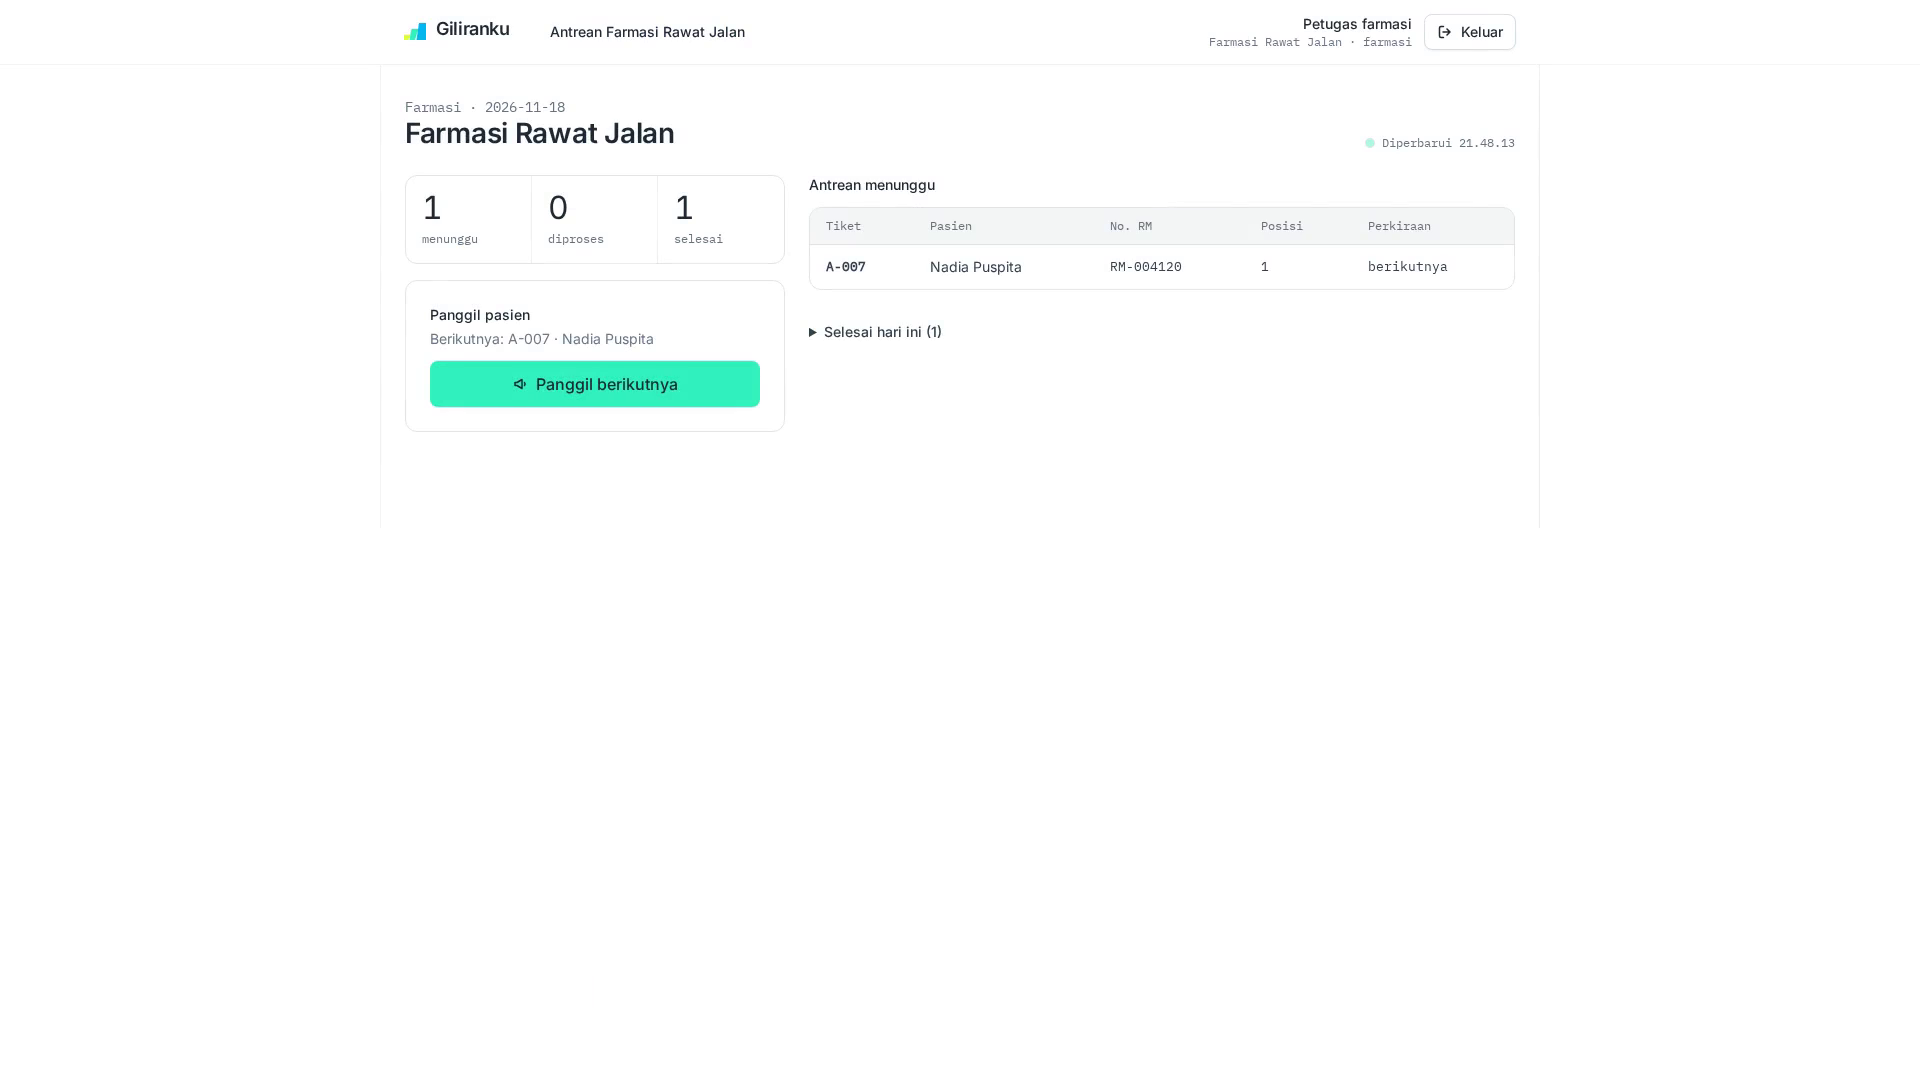 Giliranku
Antrean Farmasi Rawat Jalan
Petugas farmasi
Farmasi Rawat Jalan · farmasi
Keluar
Farmasi · 2026-11-18
Farmasi Rawat Jalan
Diperbarui 21.48.13
1
menunggu
0
diproses
1
selesai
Panggil pasien
Berikutnya: A-007 · Nadia Puspita
Panggil berikutnya
Antrean menunggu
Tiket Pasien No. RM Posisi Perkiraan
A-007 Nadia Puspita RM-004120 1 berikutnya
Selesai hari ini (1)